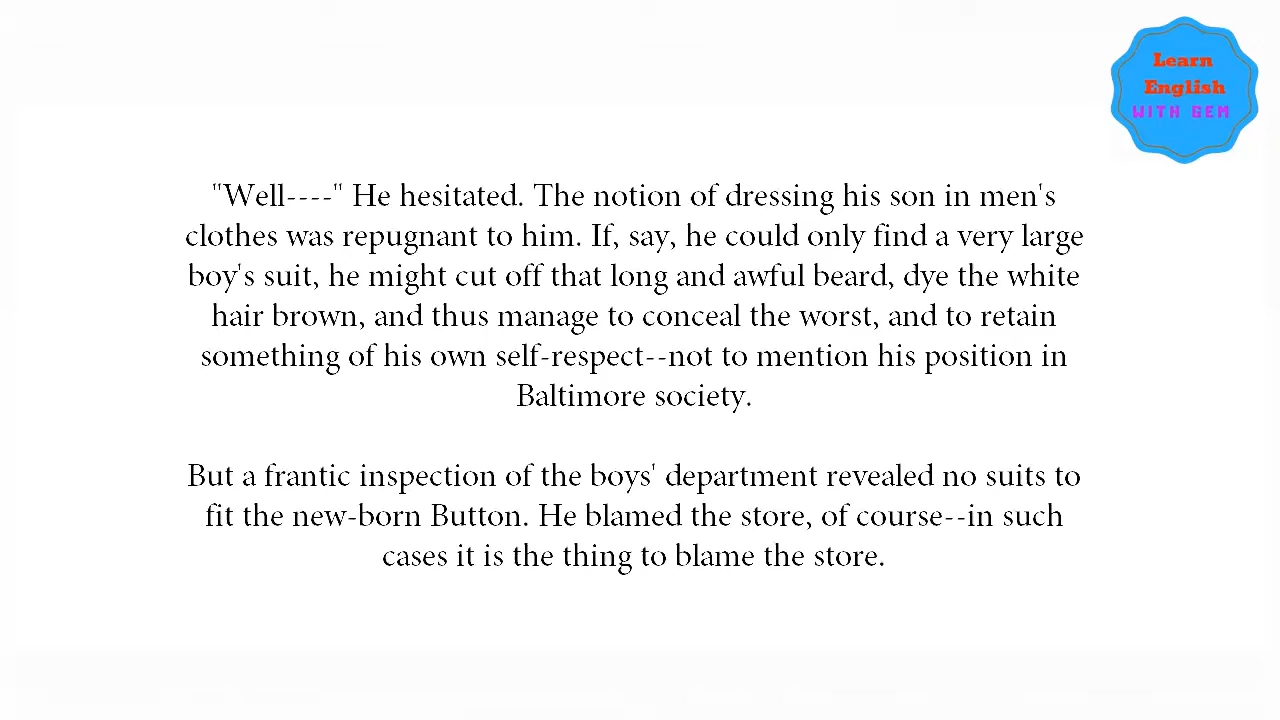 Learn
English
WITH GEM
"Well----" He hesitated. The notion of dressing his son in men's
clothes was repugnant to him. If, say, he could only find a very large
boy's suit, he might cut off that long and awful beard, dye the white
hair brown, and thus manage to conceal the worst, and to retain
something of his own self-respect--not to mention his position in
Baltimore society.
But a frantic inspection of the boys' department revealed no suits to
fit the new-born Button. He blamed the store, of course--in such
cases it is the thing to blame the store.